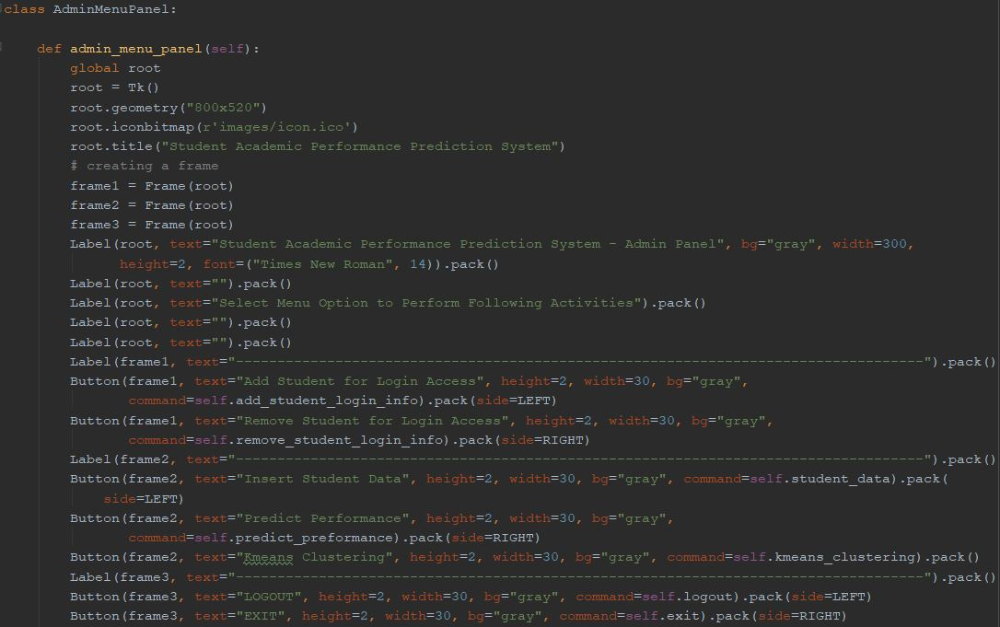 class AdminMenuPanel:
def admin_menu_panel(self):
global root
root = Tk()
root.geometry("800x520")
root.iconbitmap(r'images/icon.ico')
root.title("Student Academic Performance Prediction System")
# creating a frame
frame1 = Frame(root)
frame2 = Frame(root)
frame3 = Frame(root)
Label(root, text="Student Academic Performance Prediction System - Admin Panel", bg="gray", width=300,
height=2, font=("Times New Roman", 14)).pack()
Label(root, text="").pack()
Label(root, text="Select Menu Option to Perform Following Activities").pack()
Label(root, text="").pack()
Label(root, text="").pack()
Label(frame1, text="-----------------------------------------------------------------------------------").pack()
Button(frame1, text="Add Student for Login Access", height=2, width=30, bg="gray",
command=self.add_student_login_info).pack(side=LEFT)
Button(frame1, text="Remove Student for Login Access", height=2, width=30, bg="gray",
command=self.remove_student_login_info).pack(side=RIGHT)
Label(frame2, text="-----------------------------------------------------------------------------------").pack()
Button(frame2, text="Insert Student Data", height=2, width=30, bg="gray", command=self.student_data).pack(
side=LEFT)
Button(frame2, text="Predict Performance", height=2, width=30, bg="gray",
command=self.predict_preformance).pack(side=RIGHT)
Button(frame2, text="Kmeans Clustering", height=2, width=30, bg="gray", command=self.kmeans_clustering).pack()
Label(frame3, text="-----------------------------------------------------------------------------------").pack()
Button(frame3, text="LOGOUT", height=2, width=30, bg="gray", command=self.logout).pack(side=LEFT)
Button(frame3, text="EXIT", height=2, width=30, bg="gray", command=self.exit).pack(side=RIGHT)